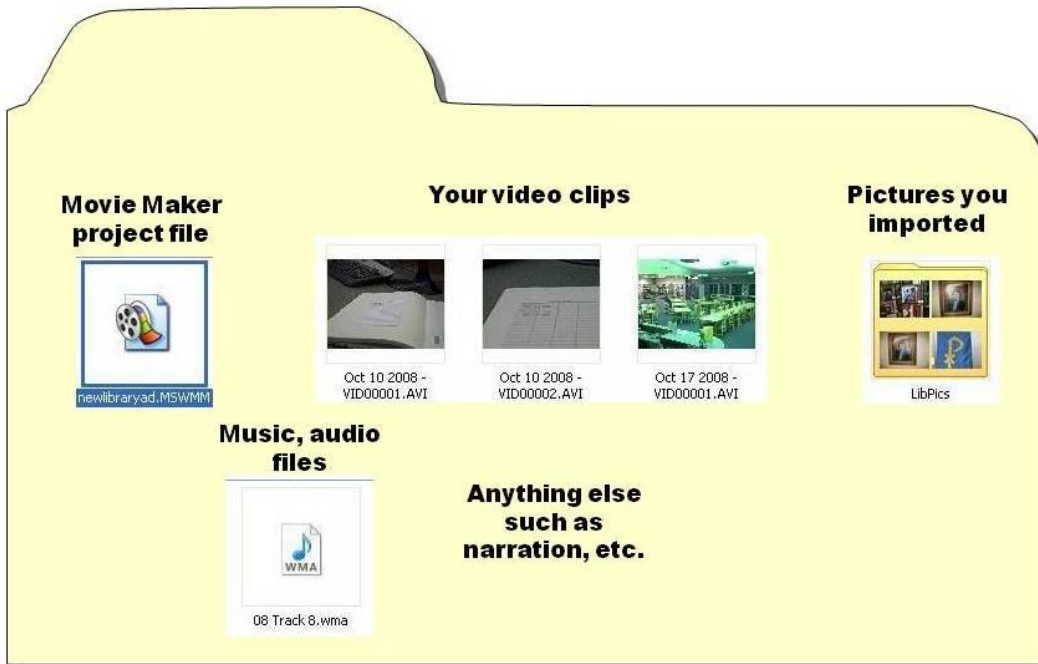 Movie Maker
project file
newlibraryad.MSWMM
Your video clips
Oct 10 2008 -
VID00001.AVI
Oct 10 2008 -
VID00002.AVI
Oct 17 2008 -
VID00001.AVI
Pictures you
imported
LibPics
Music, audio
files
WMA
08 Track 8.wma
Anything else
such as
narration, etc.